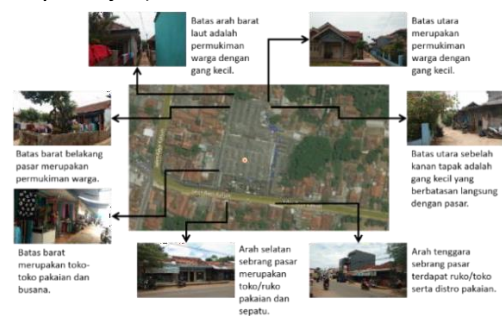 Batas arah barat
laut adalah
permukiman
warga dengan
gang kecil.
Batas utara
merupakan
permukiman
warga dengan
gang kecil.
Batas barat belakang
pasar merupakan
permukiman warga.
Batas utara sebelah
kanan tapak adalah
gang kecil yang
berbatasan langsung
dengan pasar.
Batas barat
merupakan toko-
toko pakaian dan
busana.
Arah selatan
sebrang pasar
merupakan
toko/ruko
pakaian dan
sepatu.
Arah tenggara
sebrang pasar
terdapat ruko/toko
serta distro pakaian.